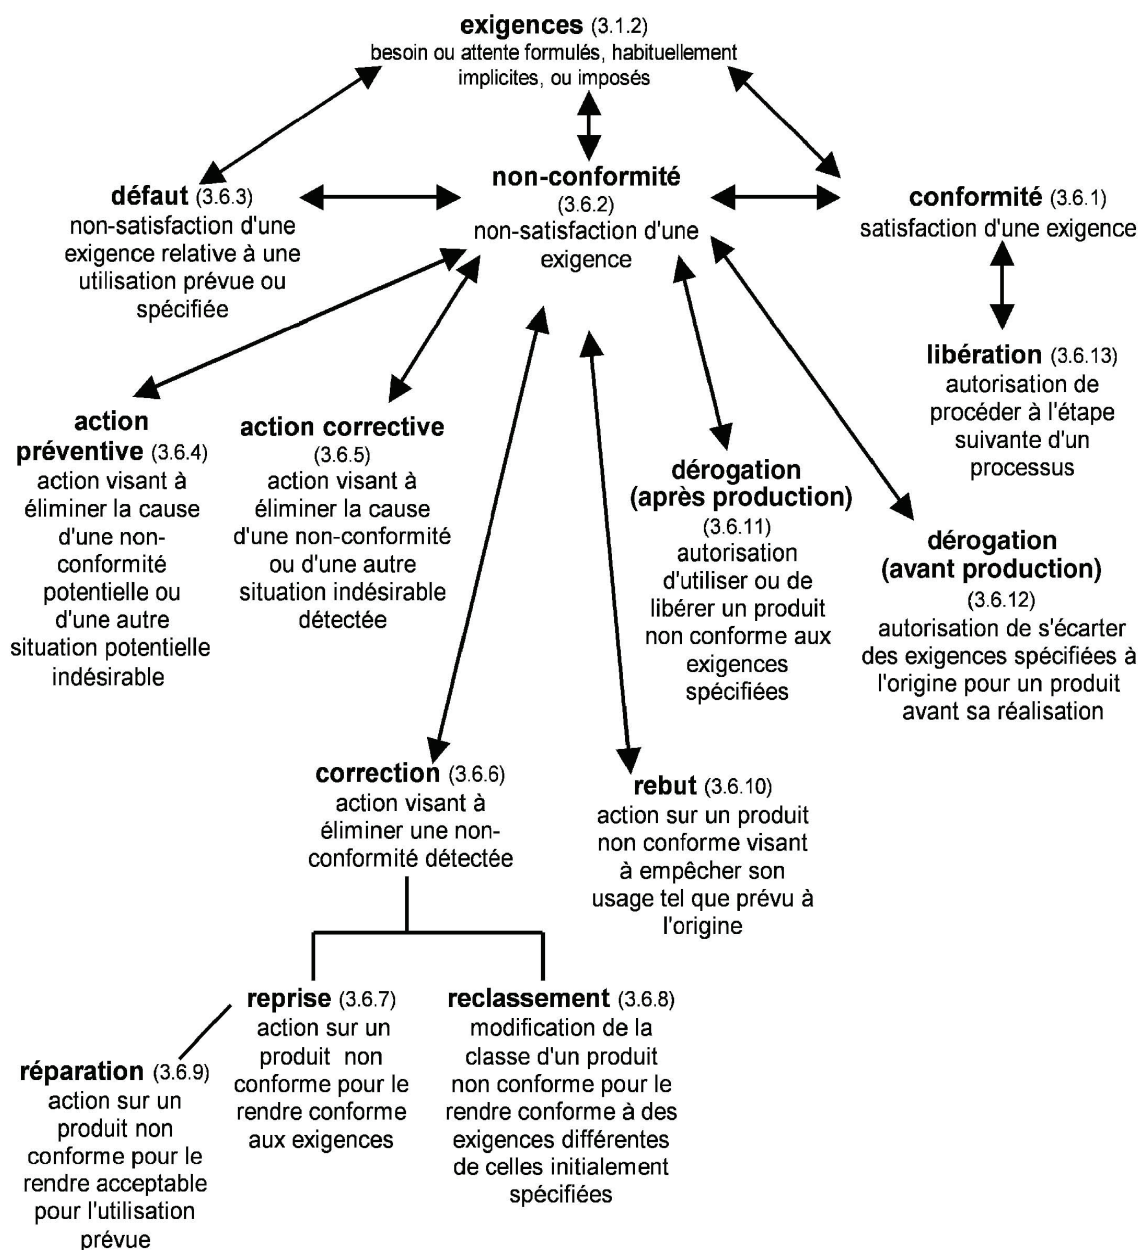 exigences (3.1.2)
besoin ou attente formulés, habituellement
implicites, ou imposés
défaut (3.6.3)
non-satisfaction d'une
exigence relative à une
utilisation prévue ou
spécifiée
non-conformité
(3.6.2)
non-satisfaction d'une
exigence
conformité (3.6.1)
satisfaction d'une exigence
libération (3.6.13)
autorisation de
procéder à l'étape
suivante d'un
processus
action
préventive (3.6.4)
action visant à
éliminer la cause
d'une non-
conformité
potentielle ou
d'une autre
situation potentielle
indésirable
action corrective
(3.6.5)
action visant à
éliminer la cause
d'une non-conformité
ou d'une autre
situation indésirable
détectée
dérogation
(après production)
(3.6.11)
autorisation
d'utiliser ou de
libérer un produit
non conforme aux
exigences
spécifiées
dérogation
(avant production)
(3.6.12)
autorisation de s'écarter
des exigences spécifiées à
l'origine pour un produit
avant sa réalisation
correction (3.6.6)
action visant à
éliminer une non-
conformité détectée
rebut (3.6.10)
action sur un produit
non conforme visant
à empêcher son
usage tel que prévu à
l'origine
reprise (3.6.7)
action sur un
produit non
conforme pour le
rendre conforme
aux exigences
reclassement (3.6.8)
modification de la
classe d'un produit
non conforme pour le
rendre conforme à des
exigences différentes
de celles initialement
spécifiées
réparation (3.6.9)
action sur un
produit non
conforme pour le
rendre acceptable
pour l'utilisation
prévue